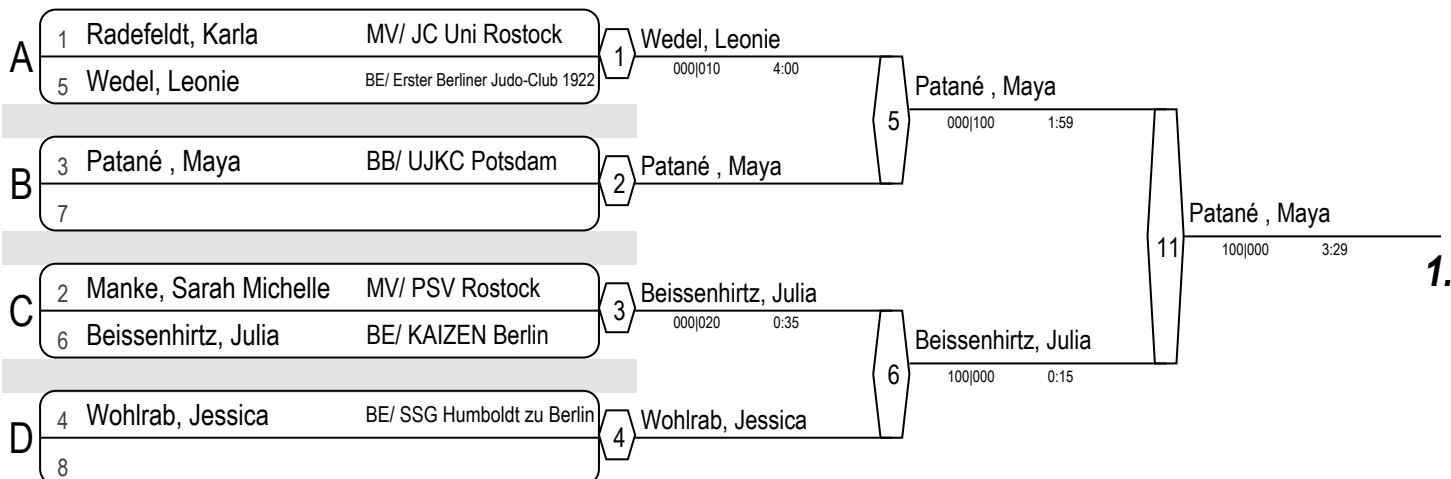 A
1 Radefeldt, Karla MV/ JC Uni Rostock
5 Wedel, Leonie BE/ Erster Berliner Judo-Club 1922
1
Wedel, Leonie
000|010 4:00
B
3 Patané , Maya BB/ UJKC Potsdam
7
2
Patané , Maya
5
Patané , Maya
000|100 1:59
C
2 Manke, Sarah Michelle MV/ PSV Rostock
6 Beissenhirtz, Julia BE/ KAIZEN Berlin
3
Beissenhirtz, Julia
000|020 0:35
D
4 Wohlrab, Jessica BE/ SSG Humboldt zu Berlin
8
4
Wohlrab, Jessica
6
Beissenhirtz, Julia
100|000 0:15
11
Patané , Maya
100|000 3:29
1.